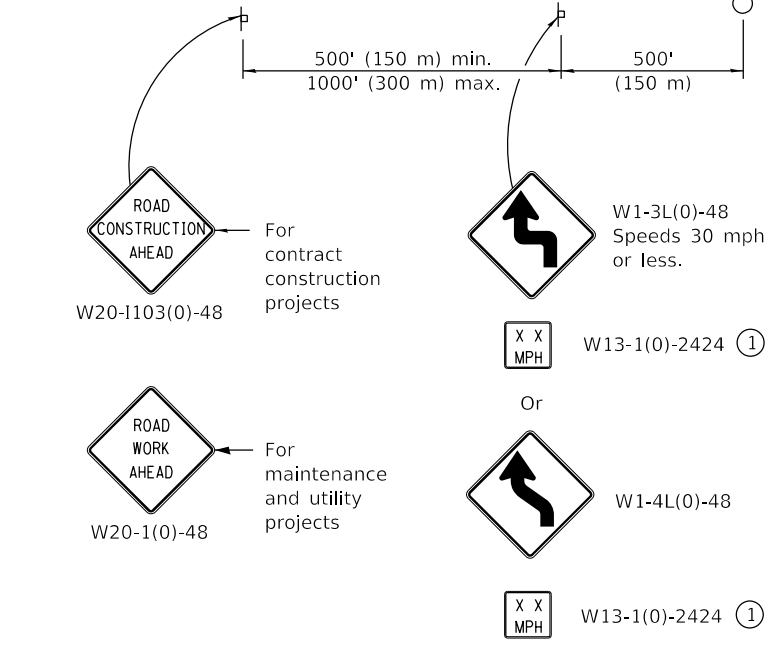 500' (150 m) min.
1000' (300 m) max.
500'
(150 m)
ROAD
CONSTRUCTION
AHEAD
For
contract
construction
projects
W20-I103(0)-48
W1-3L(0)-48
Speeds 30 mph
or less.
X X
MPH
W13-1(0)-2424 1
Or
ROAD
WORK
AHEAD
For
maintenance
and utility
projects
W20-1(0)-48
W1-4L(0)-48
X X
MPH
W13-1(0)-2424 1